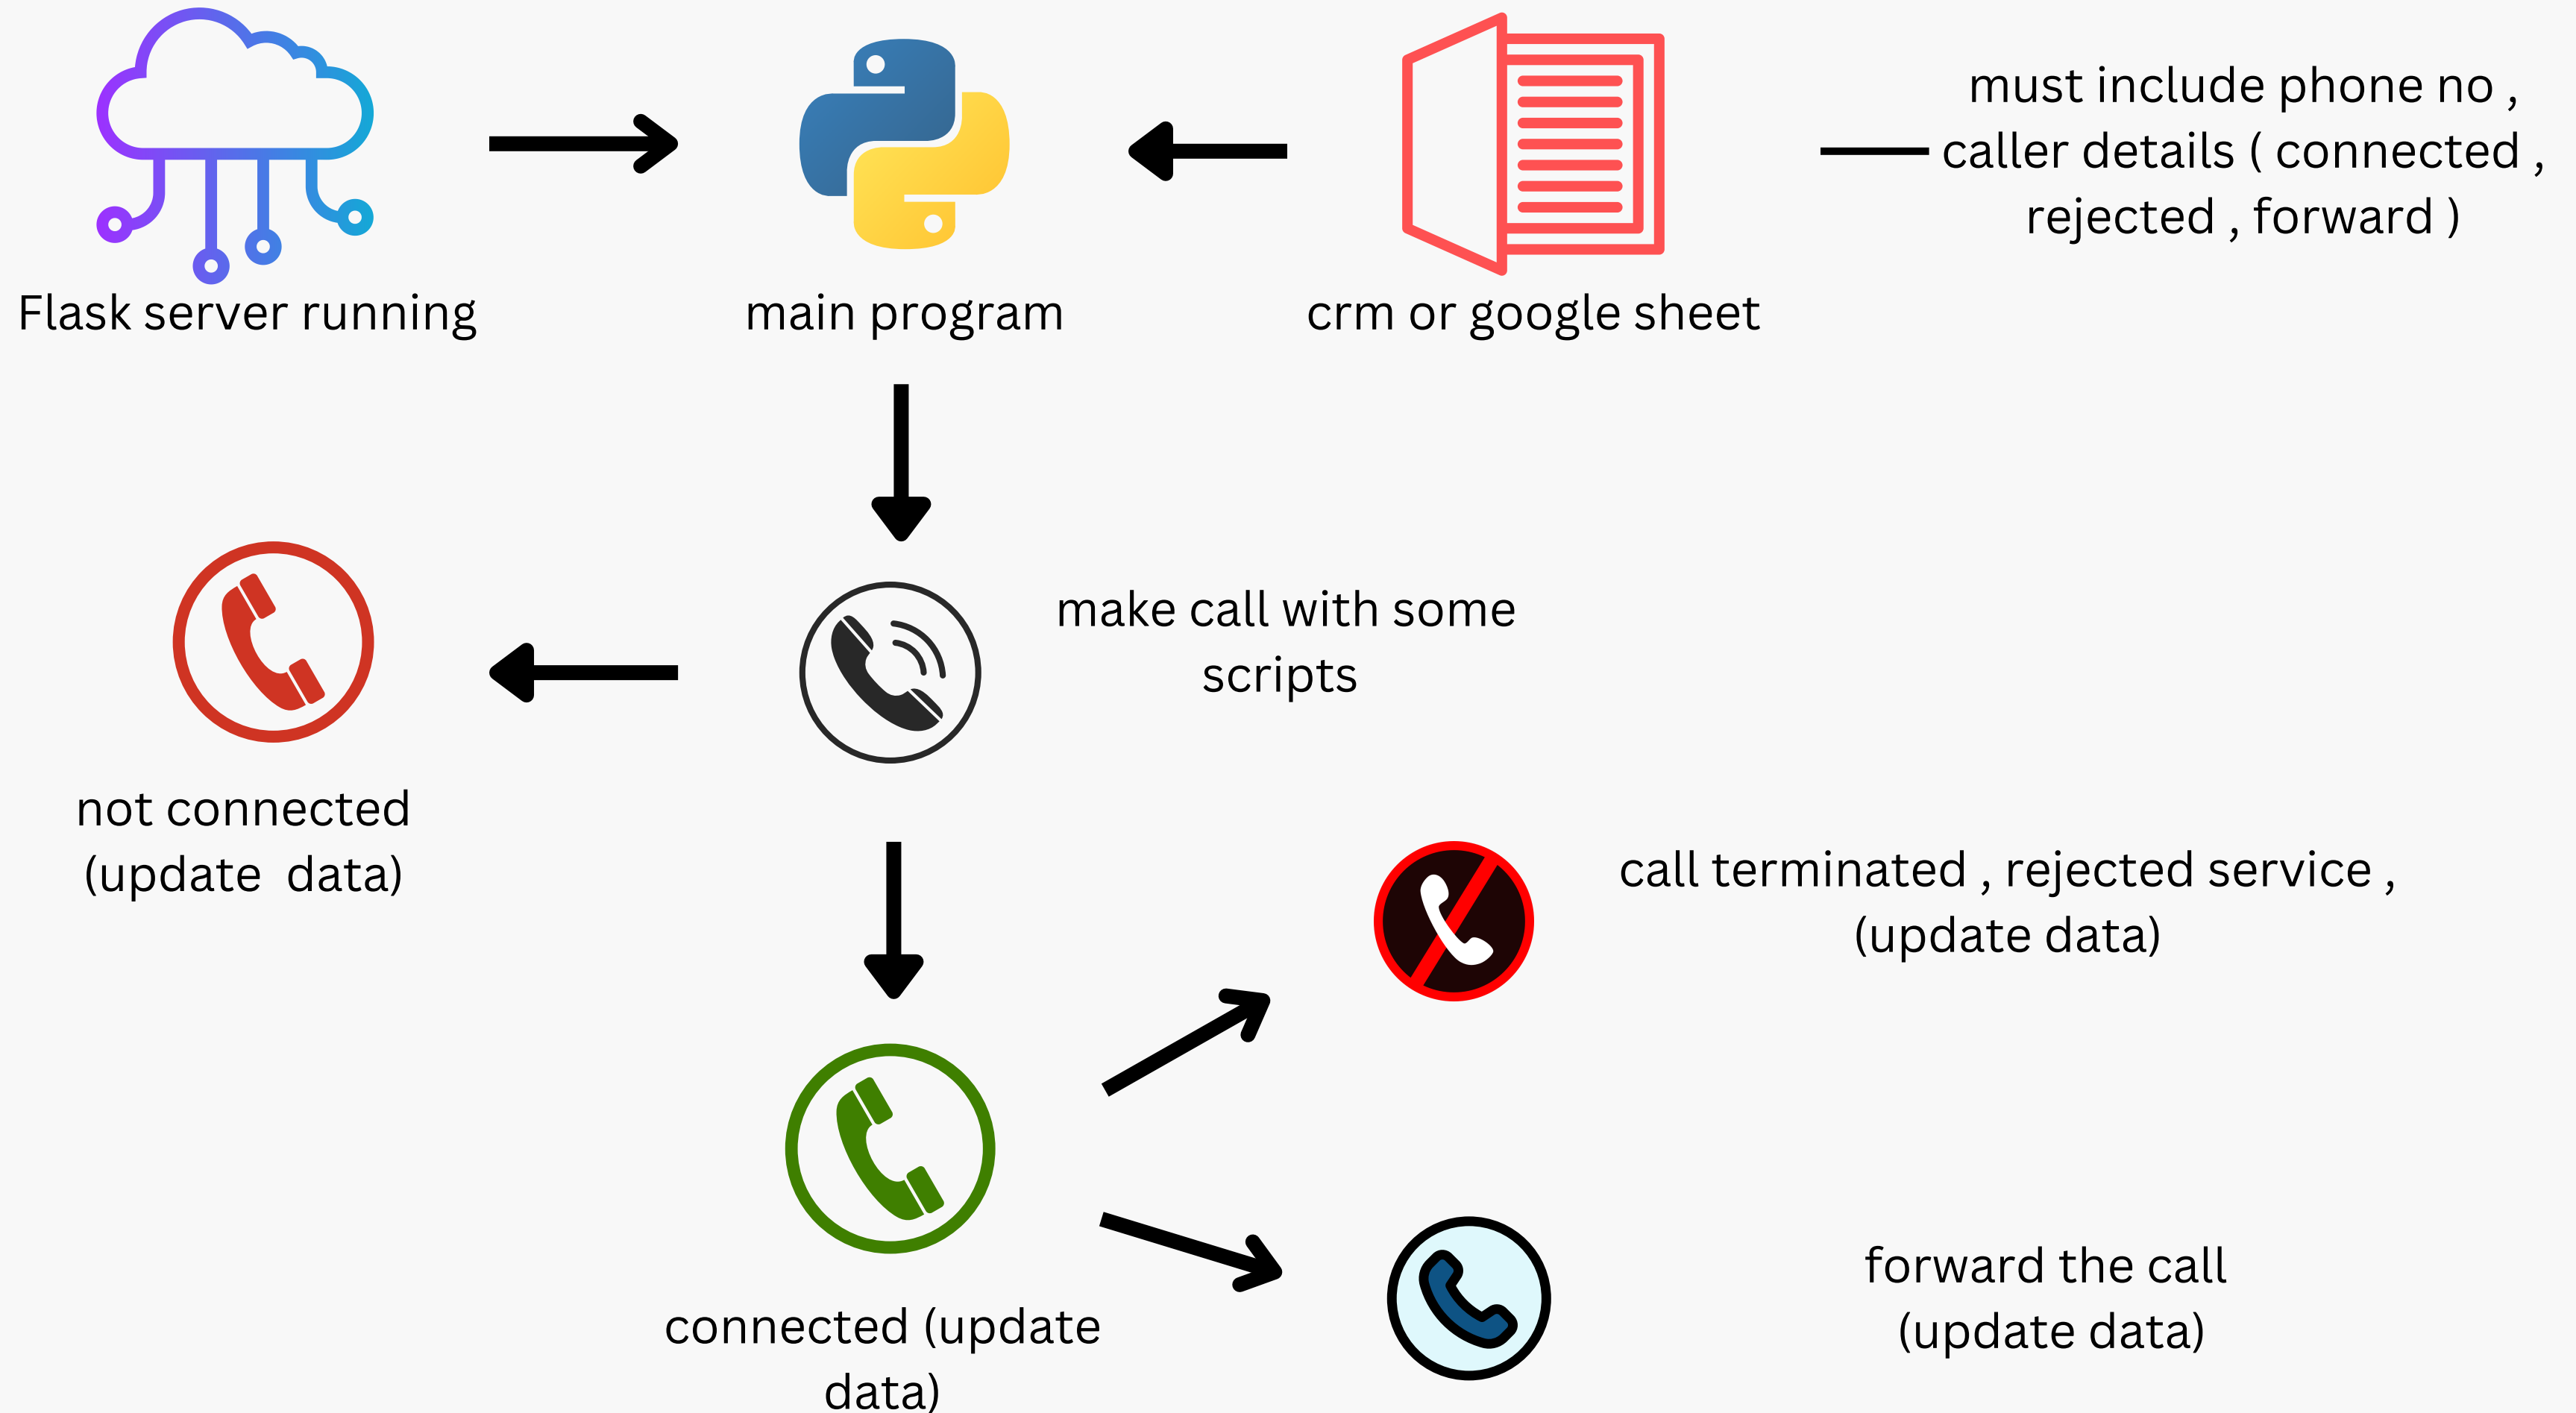 must include phone no ,
caller details ( connected ,
rejected , forward )
Flask server running
main program
crm or google sheet
make call with some
scripts
not connected
(update  data)
call terminated , rejected service ,
(update data)
forward the call
(update data)
connected (update
data)